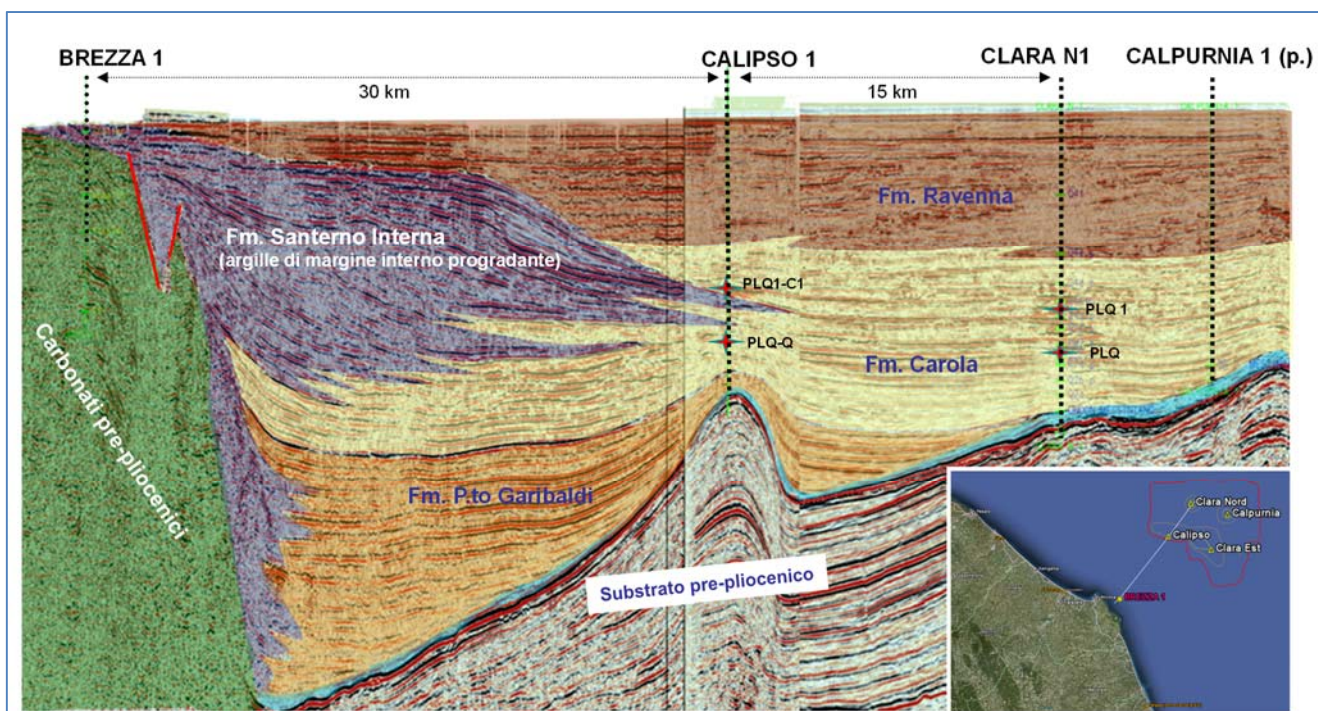 BREZZA 1
CALIPSO 1
CLARA N1
CALPURNIA 1 (p.)
30 km
15 km
Fm. Ravenna
Fm. Santerno Interna
(argille di margine interno progradante)
PLQ1-C1
PLQ 1
PLQ-Q
PLQ
Fm. Carola
Carbonati pre-pliocenici
Fm. P.to Garibaldi
Substrato pre-pliocenico
Clara Nord
Calpurnia
Calipso
Clara Est
BREZZA 1